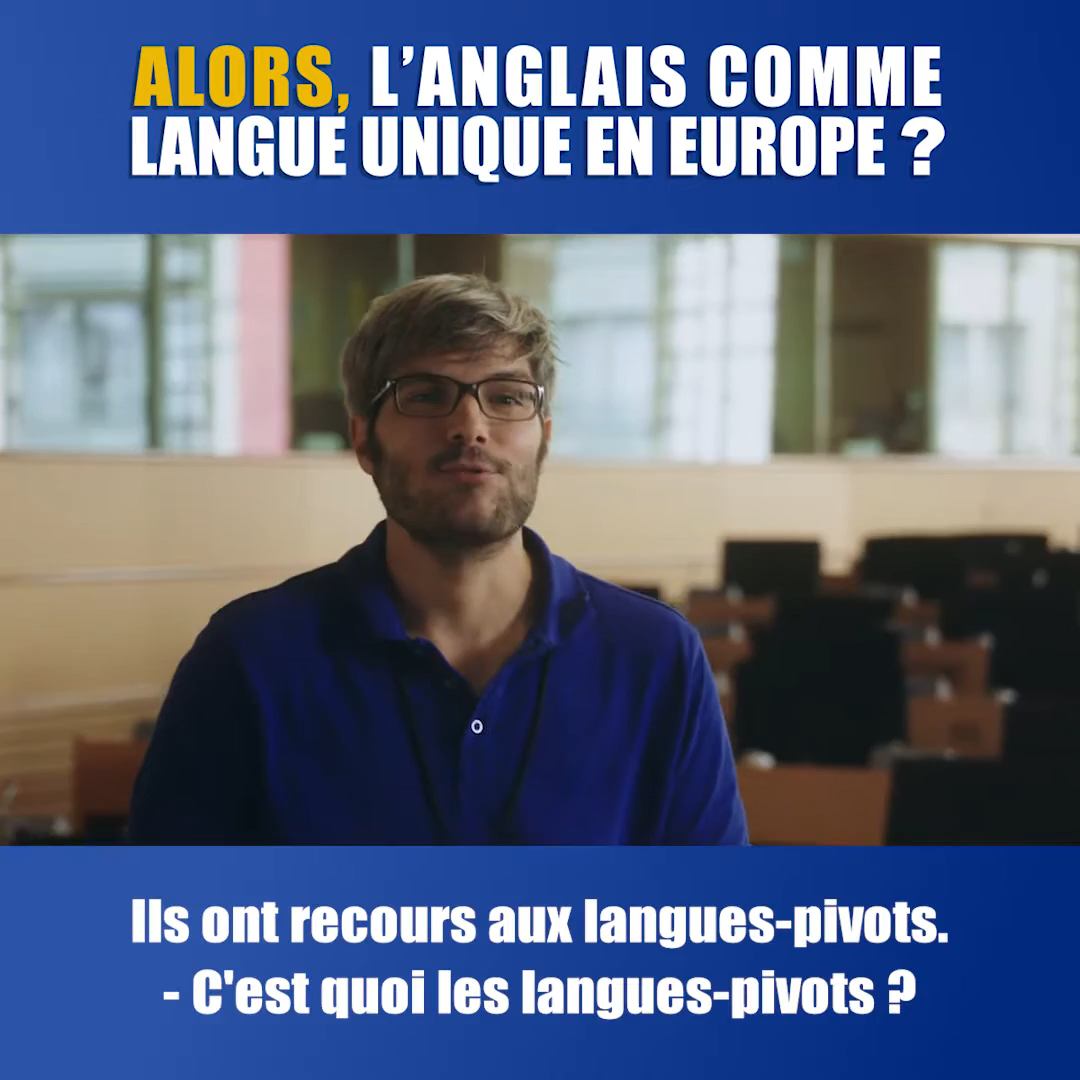 ALORS, L’ANGLAIS COMME
LANGUE UNIQUE EN EUROPE ?
Ils ont recours aux langues-pivots.
- C'est quoi les langues-pivots ?